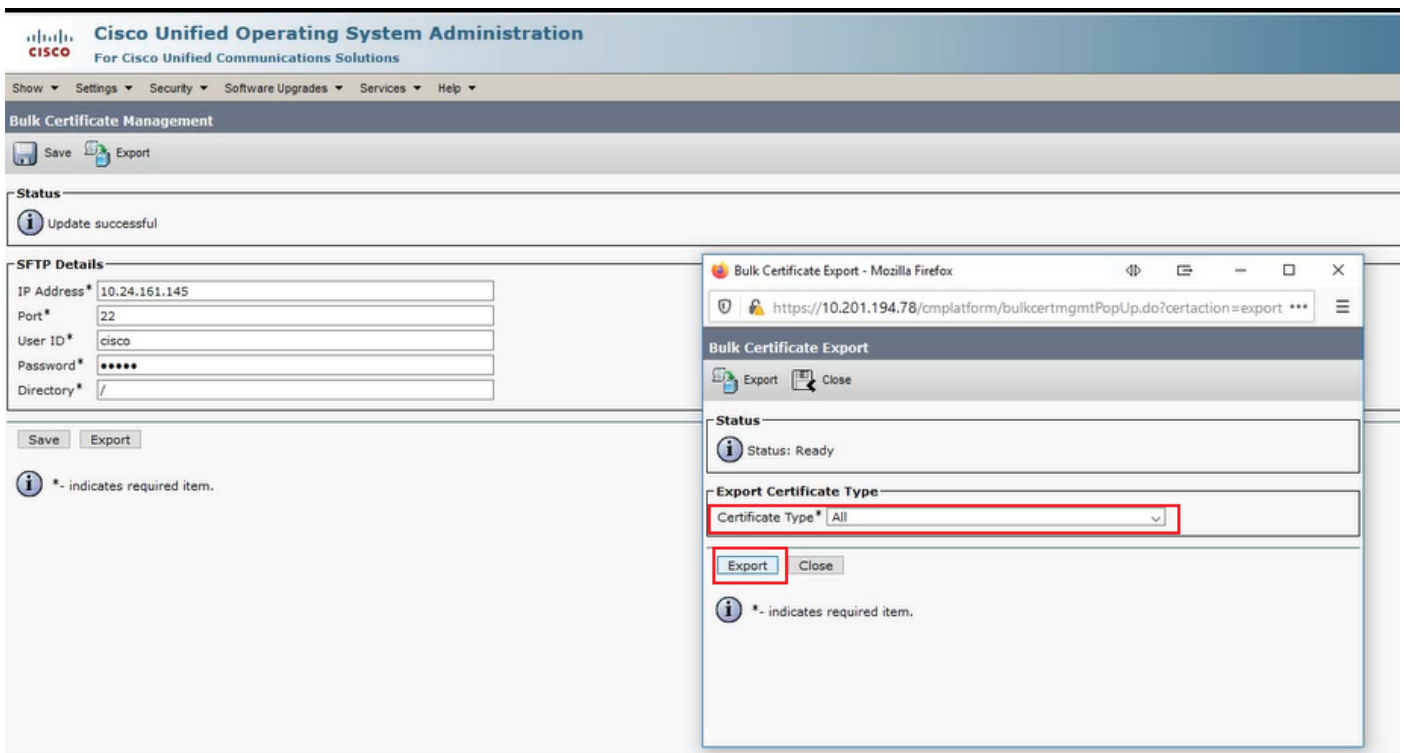 CISCO
Cisco Unified Operating System Administration
For Cisco Unified Communications Solutions
Show Settings Security Software Upgrades Services Help
Bulk Certificate Management
Save Export
Status
Update successful
SFTP Details
IP Address* 10.24.161.145
Port* 22
User ID* cisco
Password* •••••
Directory* /
Save Export
*- indicates required item.
Bulk Certificate Export - Mozilla Firefox
https://10.201.194.78/cmplatform/bulkcertmgmtPopUp.do?certaction=export •••
Bulk Certificate Export
Export Close
Status
Status: Ready
Export Certificate Type
Certificate Type* All
Export Close
*- indicates required item.